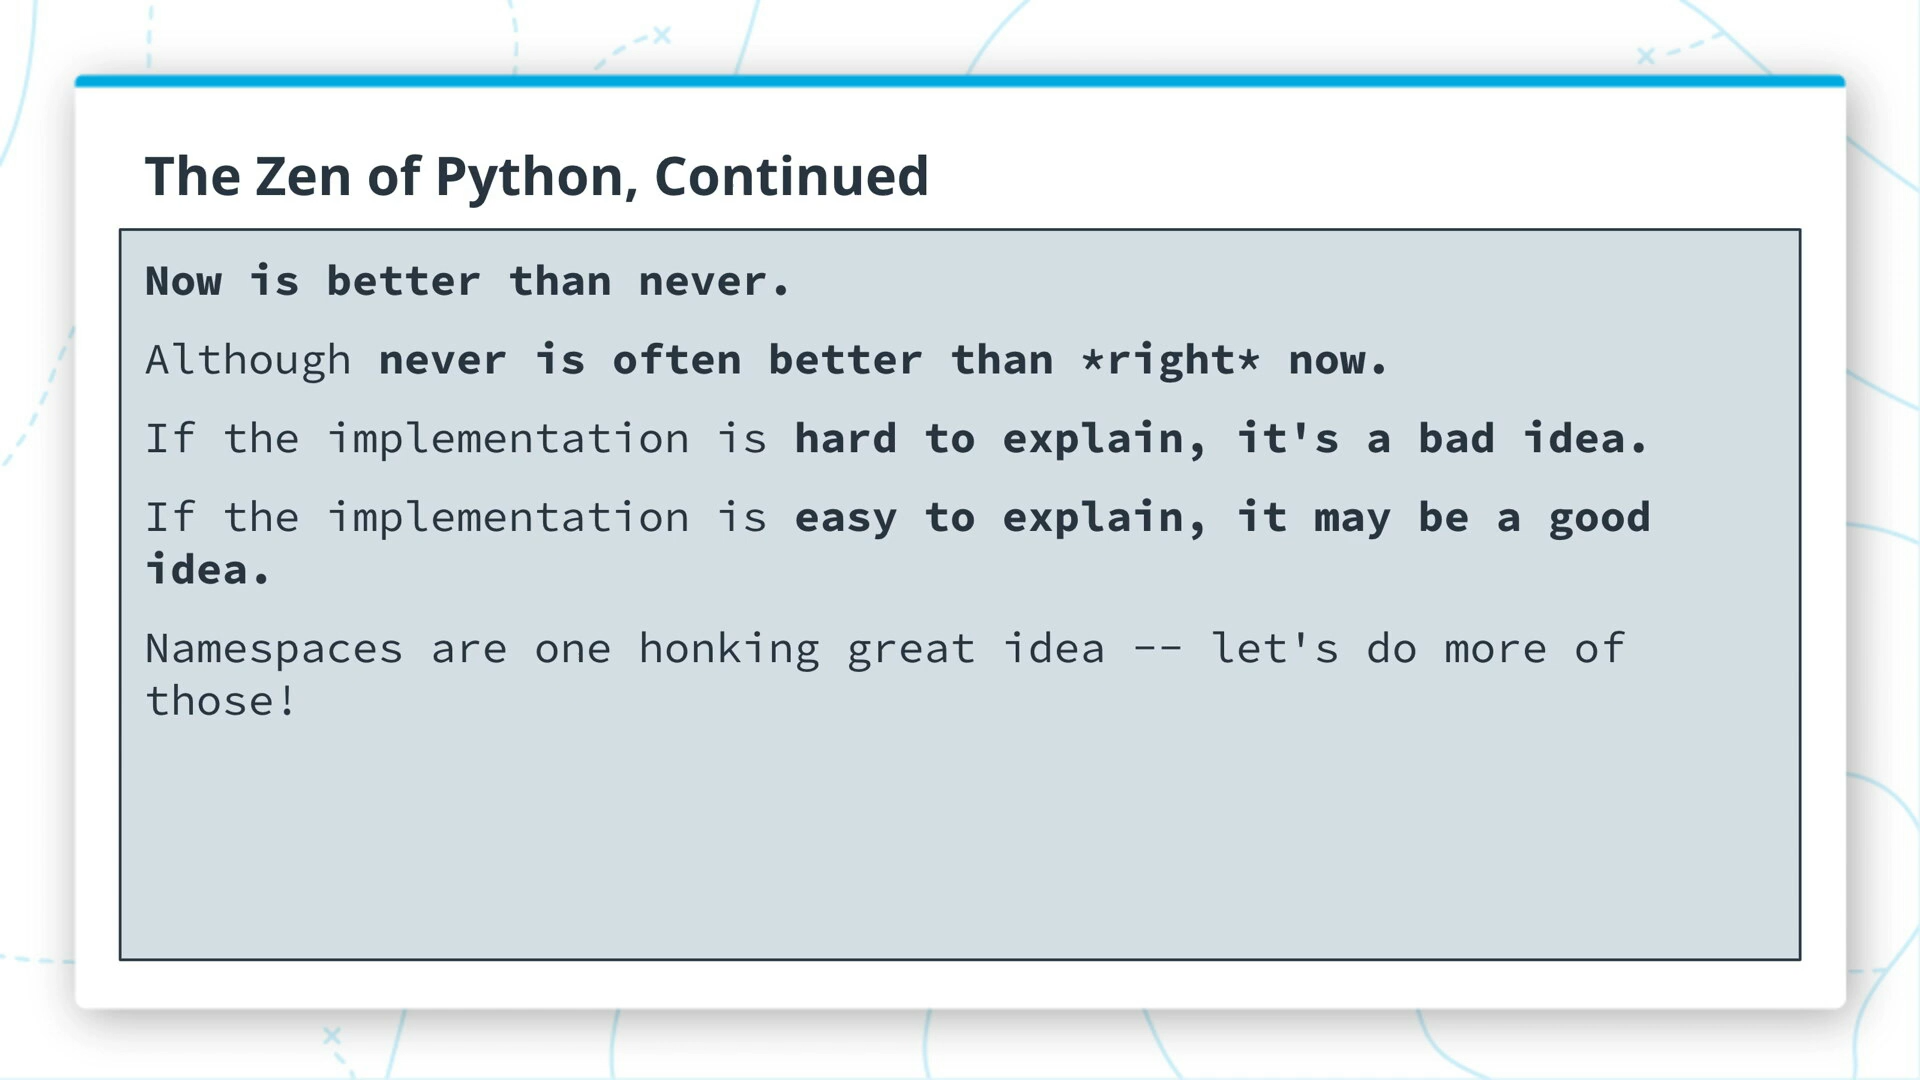 The Zen of Python, Continued
Now is better than never.
Although never is often better than *right* now.
If the implementation is hard to explain, it's a bad idea.
If the implementation is easy to explain, it may be a good
idea.
Namespaces are one honking great idea -- let's do more of
those!